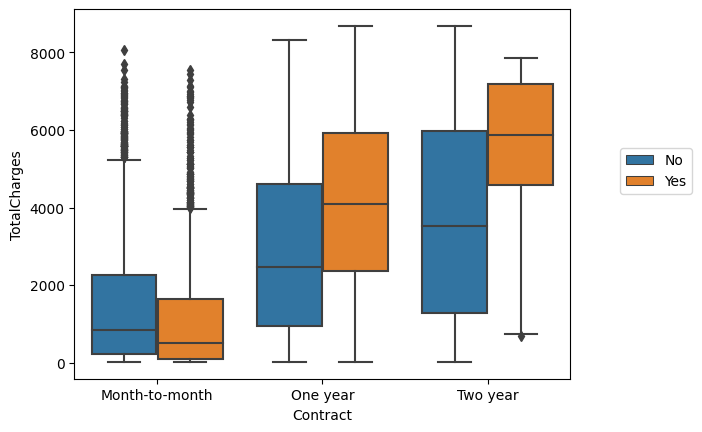 8000
6000
4000
2000
0
TotalCharges
Month-to-month
One year
Two year
Contract
No
Yes